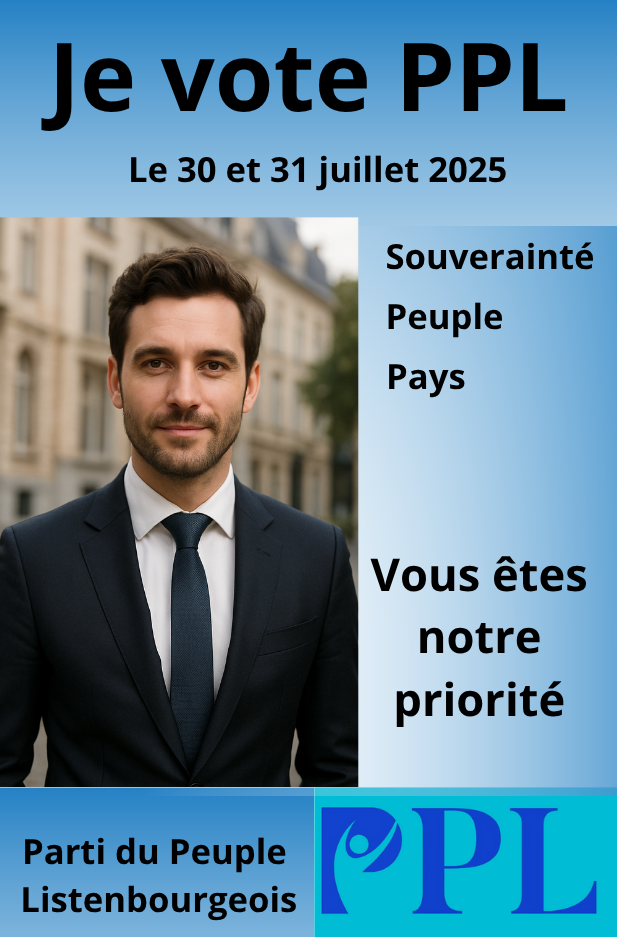 Je vote PPL
Le 30 et 31 juillet 2025
Souverainté
Peuple
Pays
Vous êtes
notre
priorité
Parti du Peuple
Listenbourgeois
PPL